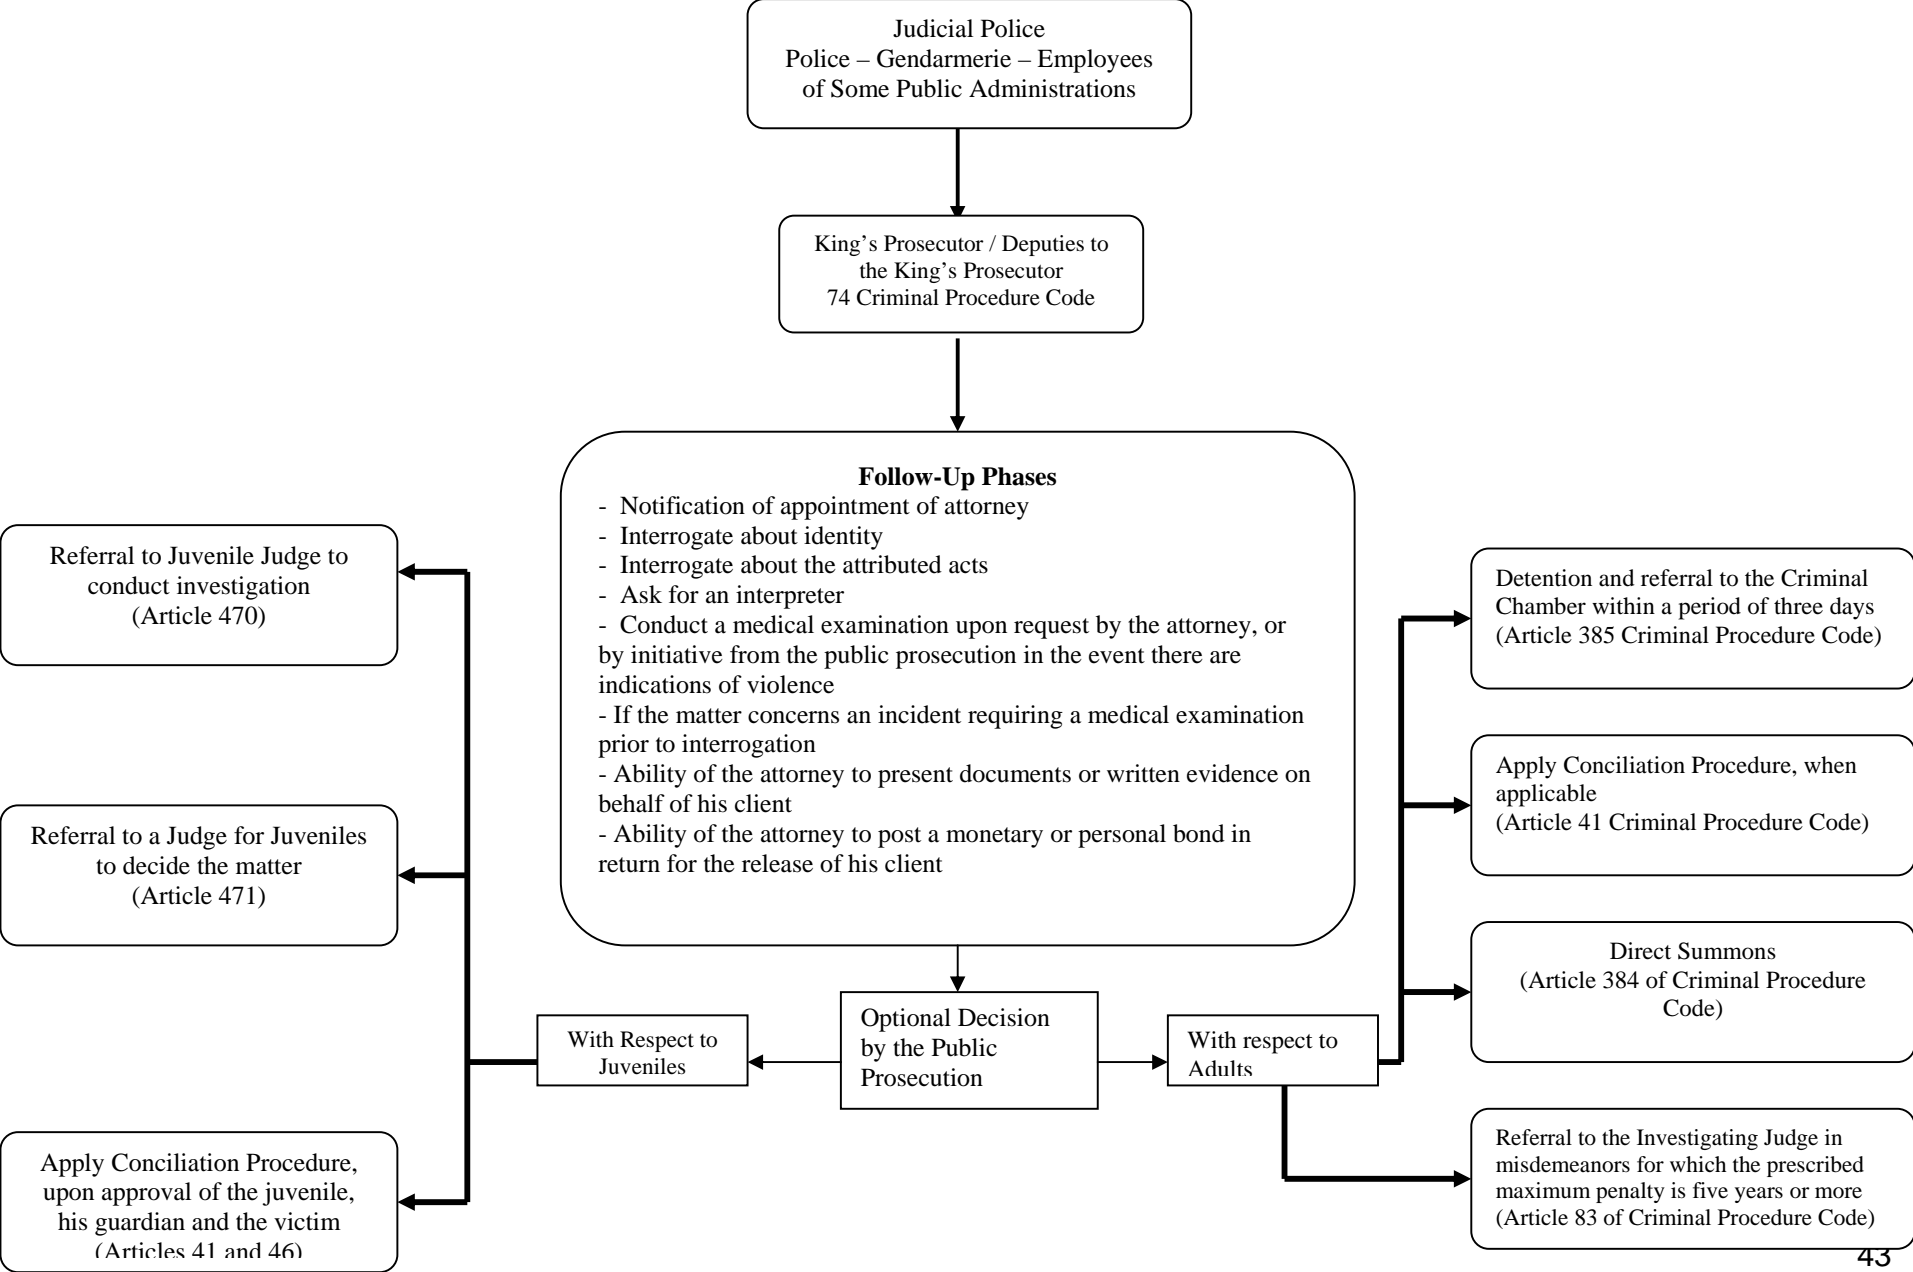 Judicial Police
Police – Gendarmerie – Employees
of Some Public Administrations
King’s Prosecutor / Deputies to
the King’s Prosecutor
74 Criminal Procedure Code
Follow-Up Phases
- Notification of appointment of attorney
- Interrogate about identity
- Interrogate about the attributed acts
- Ask for an interpreter
- Conduct a medical examination upon request by the attorney, or
by initiative from the public prosecution in the event there are
indications of violence
- If the matter concerns an incident requiring a medical examination
prior to interrogation
- Ability of the attorney to present documents or written evidence on
behalf of his client
- Ability of the attorney to post a monetary or personal bond in
return for the release of his client
Optional Decision
by the Public
Prosecution
With Respect to
Juveniles
Referral to Juvenile Judge to
conduct investigation
(Article 470)
Referral to a Judge for Juveniles
to decide the matter
(Article 471)
Apply Conciliation Procedure,
upon approval of the juvenile,
his guardian and the victim
(Articles 41 and 46)
With respect to
Adults
Detention and referral to the Criminal
Chamber within a period of three days
(Article 385 Criminal Procedure Code)
Apply Conciliation Procedure, when
applicable
(Article 41 Criminal Procedure Code)
Direct Summons
(Article 384 of Criminal Procedure
Code)
Referral to the Investigating Judge in
misdemeanors for which the prescribed
maximum penalty is five years or more
(Article 83 of Criminal Procedure Code)
43